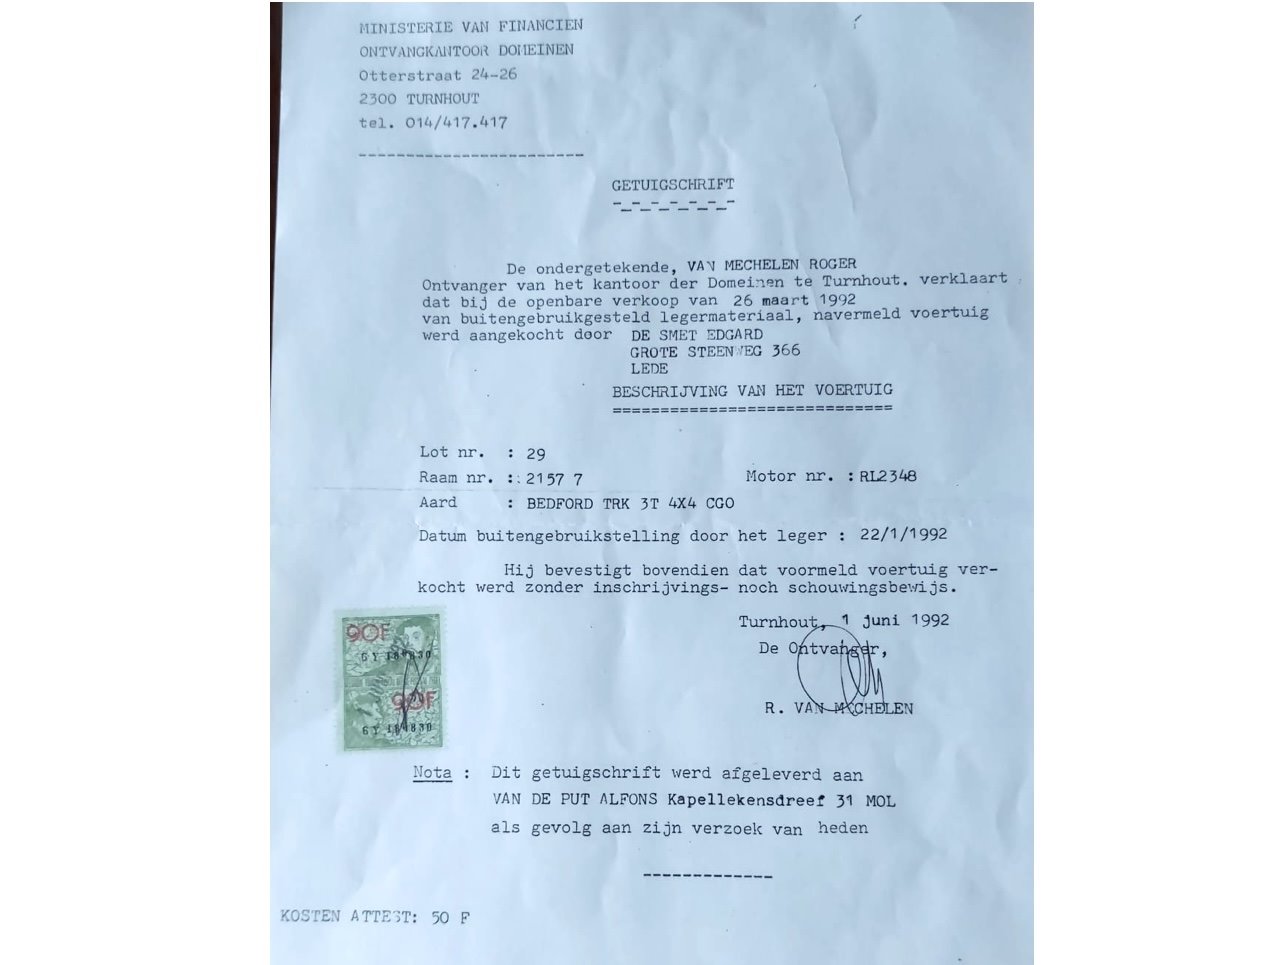 MINISTERIE VAN FINANCIEN
ONTVANGKANTOOR DOMEINEN
Otterstraat 24-26
2300 TURNHOUT
tel. 014/417.417
------------------------
GETUIGSCHRIFT
-_-_-_-_-_-_-
De ondergetekende, VAN MECHELEN ROGER
Ontvanger van het kantoor der Domeinen te Turnhout. verklaart
dat bij de openbare verkoop van 26 maart 1992
van buitengebruikgesteld legermateriaal, navermeld voertuig
werd aangekocht door DE SMET EDGARD
GROTE STEENWEG 366
LEDE
BESCHRIJVING VAN HET VOERTUIG
=============================
Lot nr. : 29
Raam nr. : 2157 7 Motor nr. : RL2348
Aard : BEDFORD TRK 3T 4X4 CGO
Datum buitengebruikstelling door het leger : 22/1/1992
Hij bevestigt bovendien dat voormeld voertuig ver-
kocht werd zonder inschrijvings- noch schouwingsbewijs.
Turnhout, 1 juni 1992
De Ontvanger,
R. VAN MECHELEN
90F
GY
90F
GY
Nota : Dit getuigschrift werd afgeleverd aan
VAN DE PUT ALFONS Kapellekensdreef 31 MOL
als gevolg aan zijn verzoek van heden
-------------
KOSTEN ATTEST: 50 F